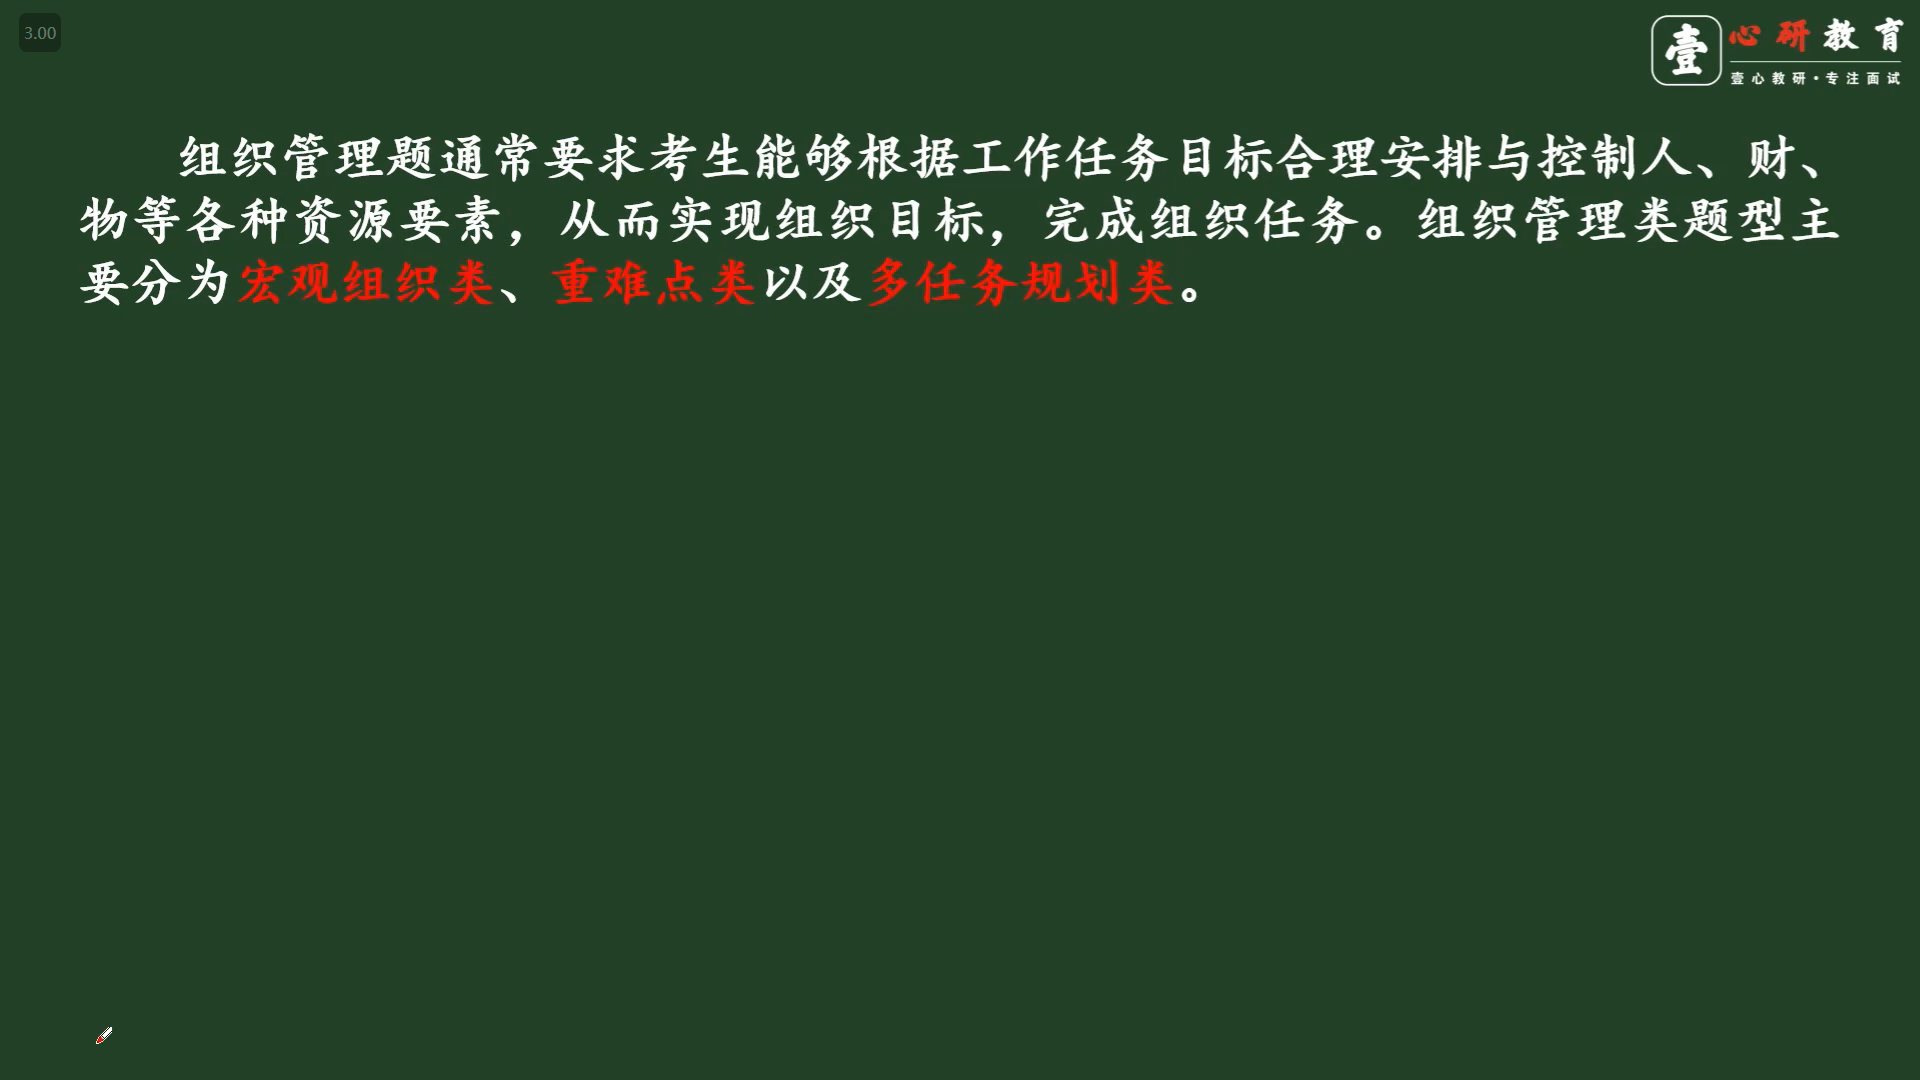 3.00
壹
心研教育
壹心教研·专注面试
组织管理题通常要求考生能够根据工作任务目标合理安排与控制人、财、
物等各种资源要素，从而实现组织目标，完成组织任务。组织管理类题型主
要分为宏观组织类、重难点类以及多任务规划类。